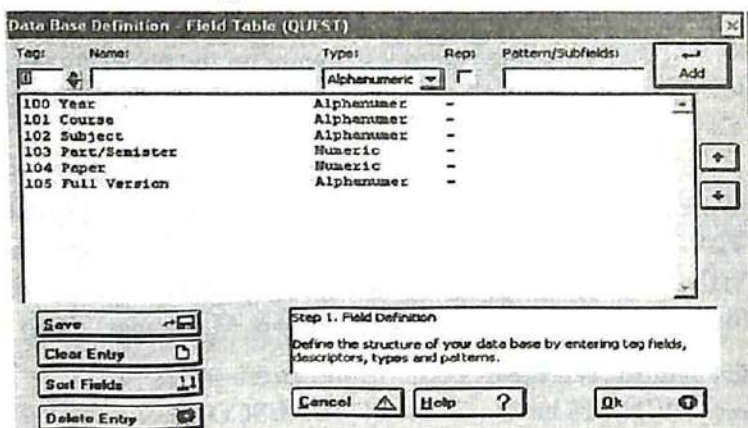 Data Base Definition - Field Table (QUEST)
Tag: Name: Type: Rep: Pattern/Subfields:
0 Alphanumeric Add
100 Year Alphanumer -
101 Course Alphanumer -
102 Subject Alphanumer -
103 Part/Semister Numeric -
104 Paper Numeric -
105 Full Version Alphanumer -
Save
Clear Entry
Sort Fields
Delete Entry
Step 1. Field Definition
Define the structure of your data base by entering tag fields,
descriptors, types and patterns.
Cancel Help ? Ok